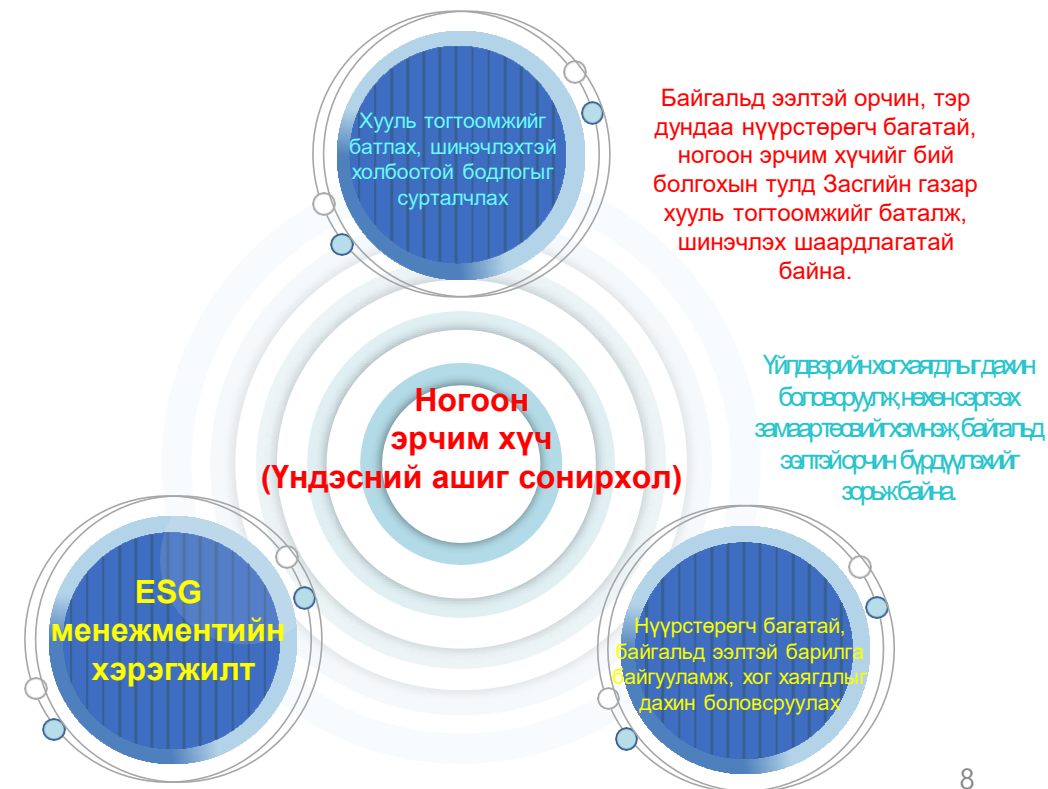 Хууль тогтоомжийг
батлах, шинэчлэхтэй
холбоотой бодлогыг
сурталчлах
Байгальд ээлтэй орчин, тэр
дундаа нүүрстөрөгч багатай,
ногоон эрчим хүчийг бий
болгохын тулд Засгийн газар
хууль тогтоомжийг баталж,
шинэчлэх шаардлагатай
байна.
Үйлдвэрийн хог хаягдлыг дахин
боловсруулж, нөхөн сэргээх
замаар төсвийг хэмнэж, байгальд
ээлтэй орчин бүрдүүлэхийг
зорьж байна.
Ногоон
эрчим хүч
(Үндэсний ашиг сонирхол)
ESG
менежментийн
хэрэгжилт
Нүүрстөрөгч багатай,
байгальд ээлтэй барилга
байгууламж, хог хаягдлыг
дахин боловсруулах
8